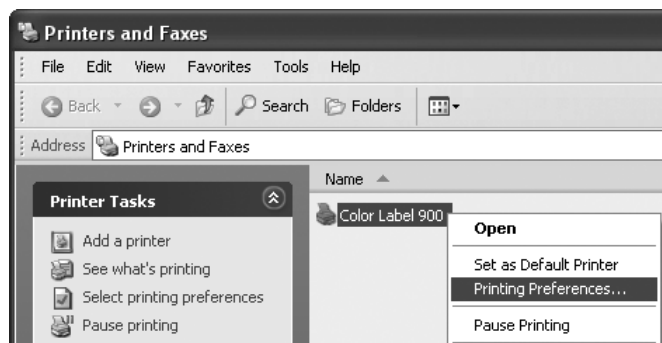 Printers and Faxes
File Edit View Favorites Tools Help
Back Search Folders
Address Printers and Faxes
Name
Printer Tasks
Add a printer
See what's printing
Select printing preferences
Pause printing
Color Label 900
Open
Set as Default Printer
Printing Preferences...
Pause Printing